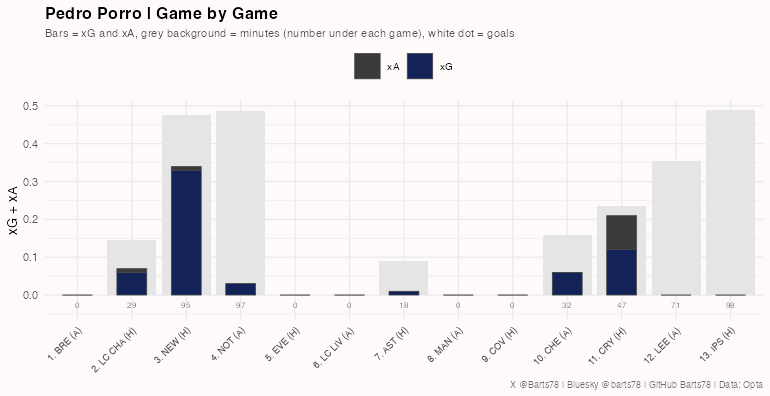 Pedro Porro | Game by Game
Bars = xG and xA, grey background = minutes (number under each game), white dot = goals
xA xG
xG + xA
0.5
0.4
0.3
0.2
0.1
0.0
0 29 95 97 0 0 18 0 0 32 47 71 98
1. BRE (A)
2. LC CHA (H)
3. NEW (H)
4. NOT (A)
5. EVE (H)
6. LC LIV (A)
7. AST (H)
8. MAN (A)
9. COV (H)
10. CHE (A)
11. CRY (H)
12. LEE (A)
13. IPS (H)
X @Barts78 | Bluesky @barts78 | GitHub Barts78 | Data: Opta